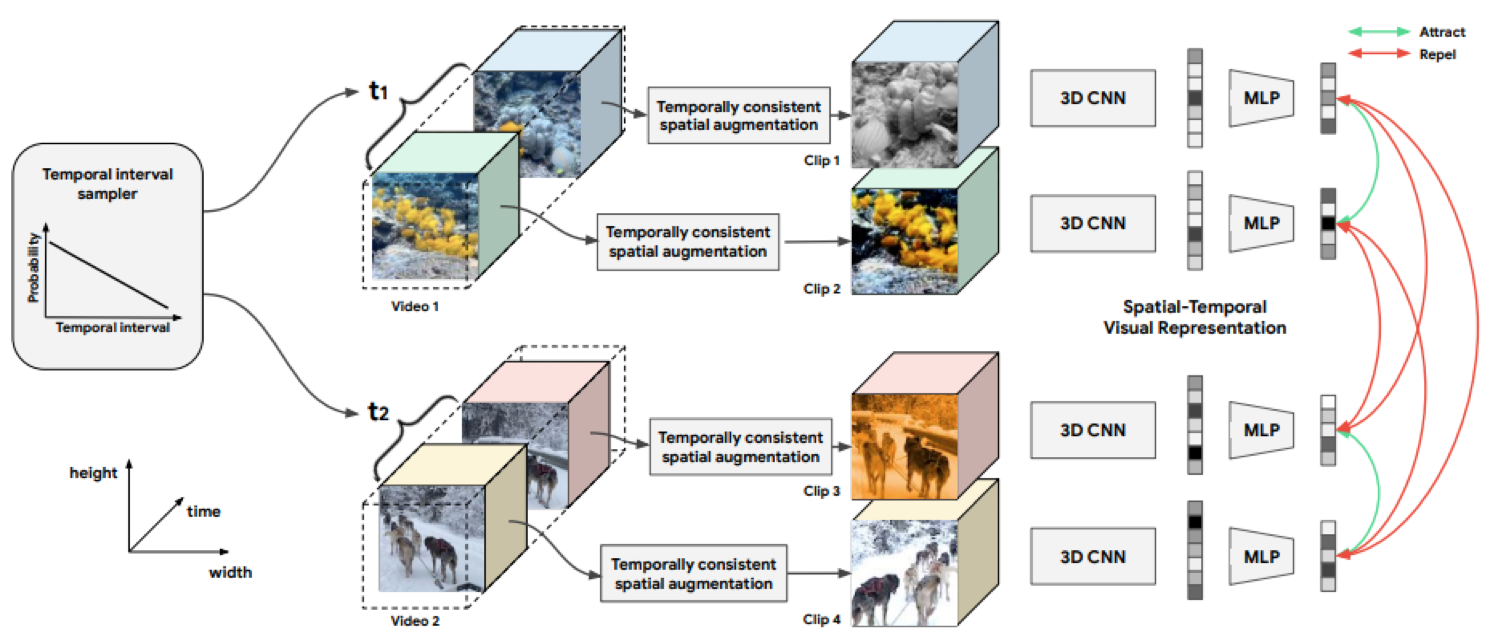 Attract
Repel
t1
Temporally consistent
spatial augmentation
Clip 1
3D CNN
MLP
Temporal interval
sampler
Probability
Temporal interval
Temporally consistent
spatial augmentation
Clip 2
3D CNN
MLP
Video 1
Spatial-Temporal
Visual Representation
t2
Temporally consistent
spatial augmentation
Clip 3
3D CNN
MLP
height
time
width
Temporally consistent
spatial augmentation
Clip 4
3D CNN
MLP
Video 2